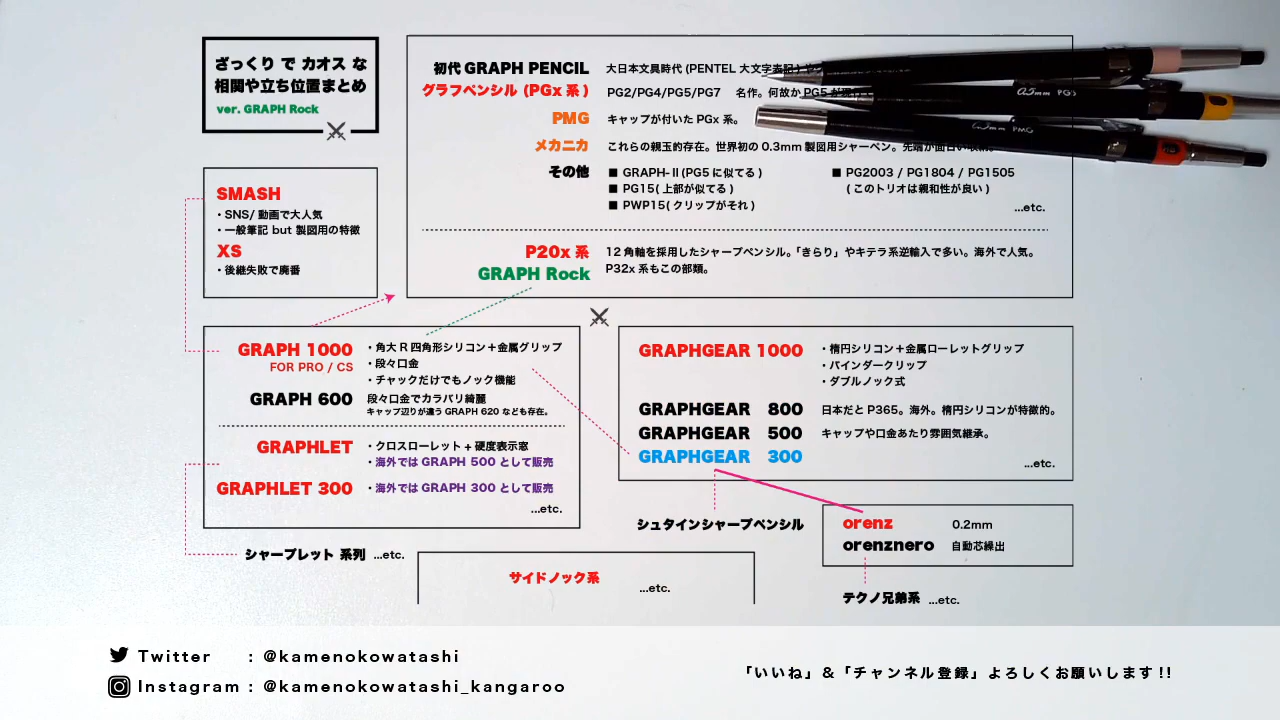 ざっくり で カオス な
相関や立ち位置まとめ
ver. GRAPH Rock
初代 GRAPH PENCIL 大日本文具時代 (PENTEL 大文字表記)
グラフペンシル (PGx 系) PG2/PG4/PG5/PG7 名作。何故か PG5 が
PMG キャップが付いた PGx 系。
メカニカ これらの親玉的存在。世界初の 0.3mm 製図用シャーペン。先端が面白い
その他 ■ GRAPH-Ⅱ(PG5 に似てる) ■ PG2003 / PG1804 / PG1505
■ PG15( 上部が似てる ) ( このトリオは親和性が良い )
■ PWP15( クリップがそれ )
...etc.
P20x 系 12 角軸を採用したシャープペンシル。「きらり」やキテラ系逆輸入で多い。海外で人気。
GRAPH Rock P32x 系もこの部類。
0.5mm PG5
0.3mm PMG
SMASH
・SNS/ 動画で大人気
・一般筆記 but 製図用の特徴
XS
・後継失敗で廃番
GRAPH 1000 ・角大 R 四角形シリコン＋金属グリップ
FOR PRO / CS ・段々口金
・チャックだけでもノック機能
GRAPH 600 段々口金でカラバリ綺麗
キャップ辺りが違う GRAPH 620 なども存在。
GRAPHLET ・クロスローレット + 硬度表示窓
・海外では GRAPH 500 として販売
GRAPHLET 300 ・海外では GRAPH 300 として販売
...etc.
シャープレット 系列 ...etc.
GRAPHGEAR 1000 ・楕円シリコン＋金属ローレットグリップ
・バインダークリップ
・ダブルノック式
GRAPHGEAR 800 日本だと P365。海外。楕円シリコンが特徴的。
GRAPHGEAR 500 キャップや口金あたり雰囲気継承。
GRAPHGEAR 300
...etc.
シュタインシャープペンシル
orenz 0.2mm
orenznero 自動芯繰出
テクノ兄弟系 ...etc.
サイドノック系
...etc.
Twitter : @kamenokowatashi
Instagram : @kamenokowatashi_kangaroo
「いいね」&「チャンネル登録」よろしくお願いします !!